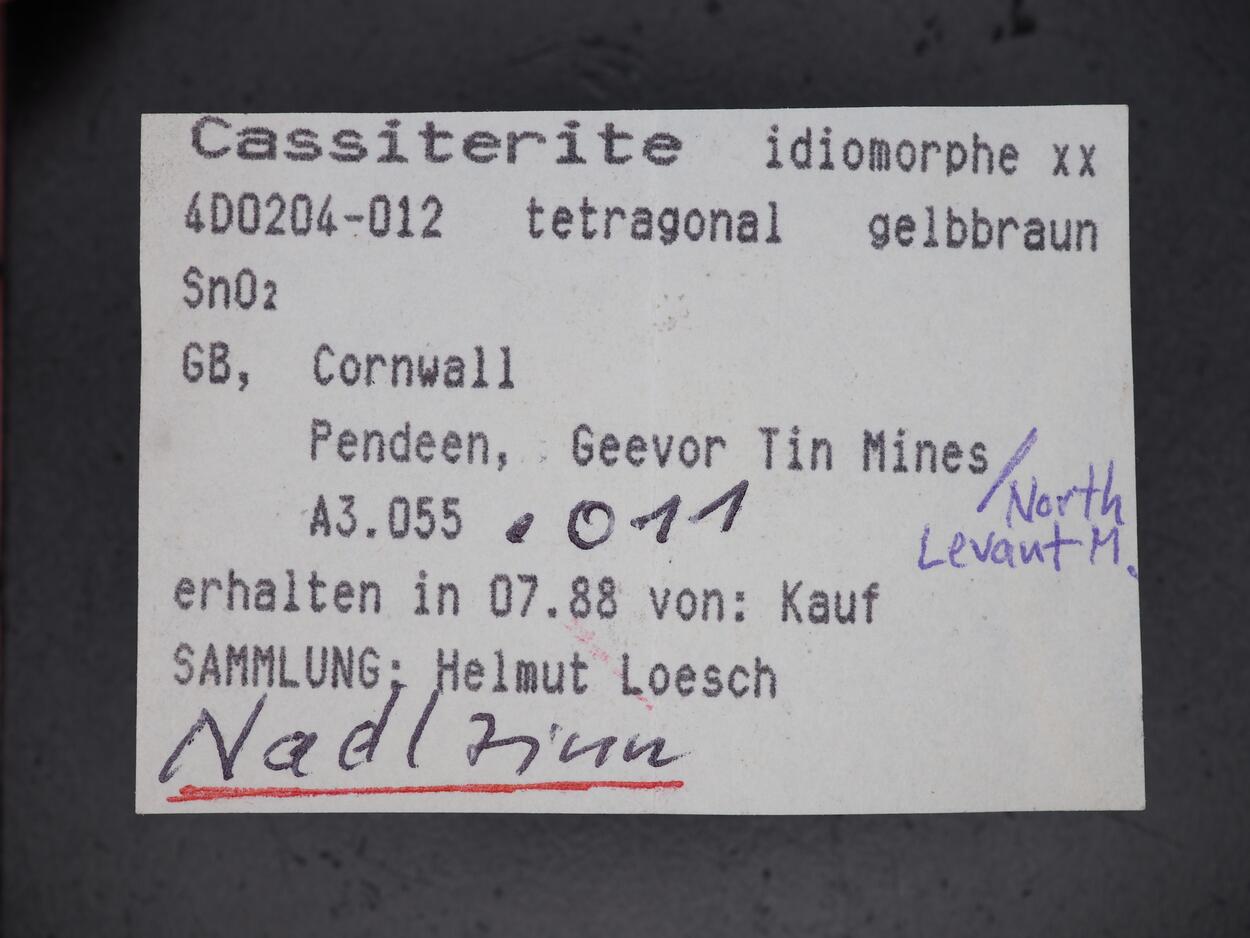 Cassiterite idiomorphe xx
4D0204-012 tetragonal gelbbraun
SnO₂
GB, Cornwall
Pendeen, Geevor Tin Mines /North
Levant M.
A3.055 .011
erhalten in 07.88 von: Kauf
SAMMLUNG: Helmut Loesch
Nadlzinn